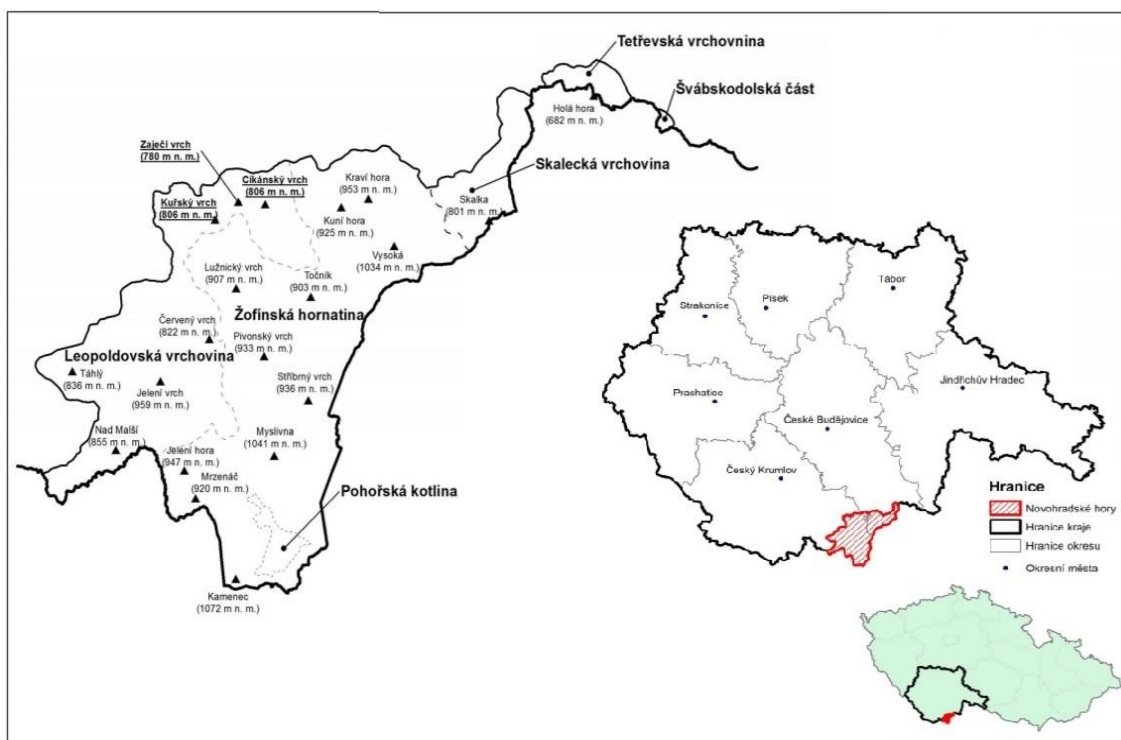 Tetřevská vrchovnina
Švábskodolská část
Holá hora
(682 m n. m.)
Zaječí vrch
(780 m n. m.)
Cikánský vrch
(806 m n. m.)
Kraví hora
(953 m n. m.)
Skalecká vrchovina
Kuřský vrch
(806 m n. m.)
Skalka
(801 m n. m.)
Kuní hora
(925 m n. m.)
Vysoká
(1034 m n. m.)
Lužnický vrch
(907 m n. m.)
Točník
(903 m n. m.)
Žofínská hornatina
Červený vrch
(822 m n. m.)
Pivonský vrch
(933 m n. m.)
Leopoldovská vrchovina
Táhlý
(836 m n. m.)
Jelení vrch
(959 m n. m.)
Stříbrný vrch
(936 m n. m.)
Nad Malší
(855 m n. m.)
Myslivna
(1041 m n. m.)
Jelení hora
(947 m n. m.)
Mrzenáč
(920 m n. m.)
Pohořská kotlina
Kamenec
(1072 m n. m.)
Tábor
Strakonice
Písek
Prachatice
Jindřichův Hradec
České Budějovice
Český Krumlov
Hranice
Novohradské hory
Hranice kraje
Hranice okresu
Okresní města